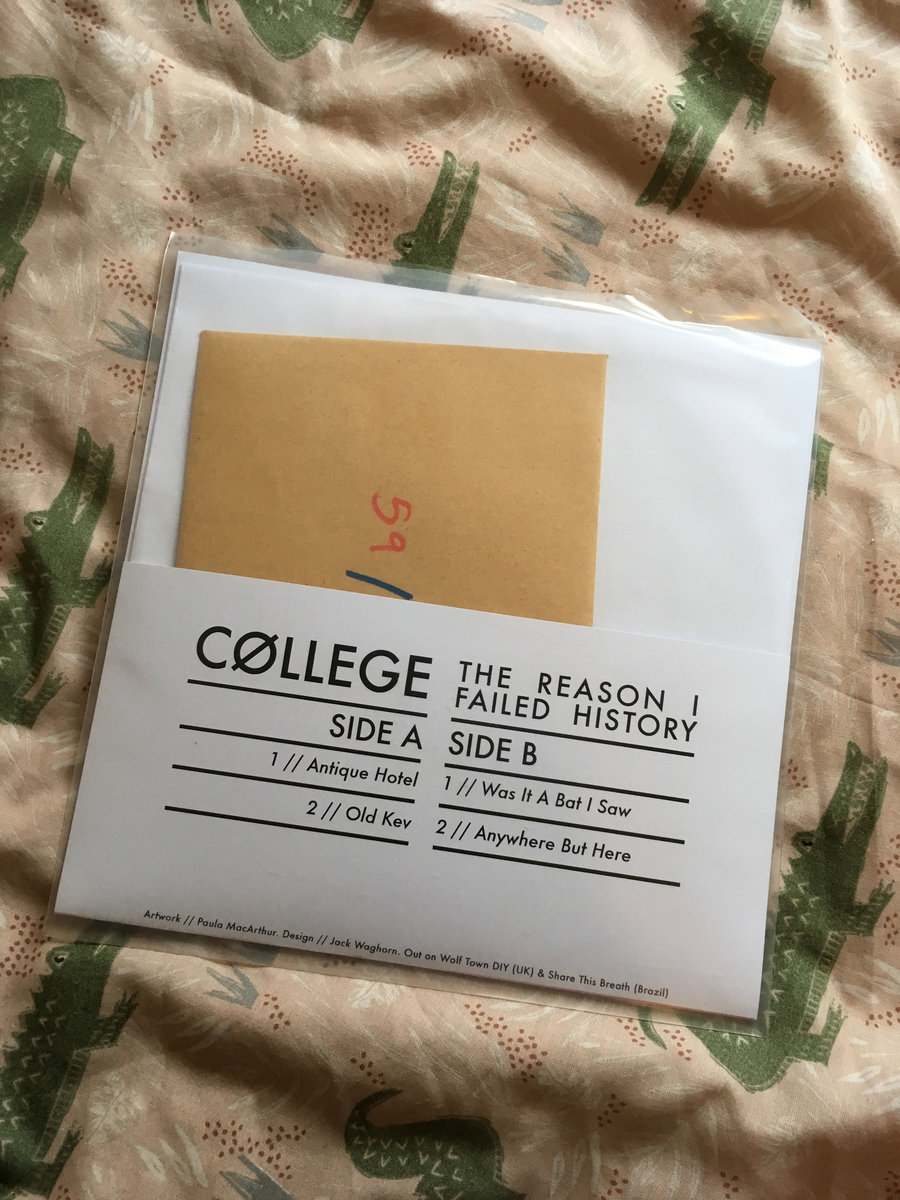 59 /
CØLLEGE
SIDE A
1 // Antique Hotel
2 // Old Kev
THE REASON I
FAILED HISTORY
SIDE B
1 // Was It A Bat I Saw
2 // Anywhere But Here
Artwork // Paula MacArthur. Design // Jack Waghorn. Out on Wolf Town DIY (UK) & Share This Breath (Brazil)